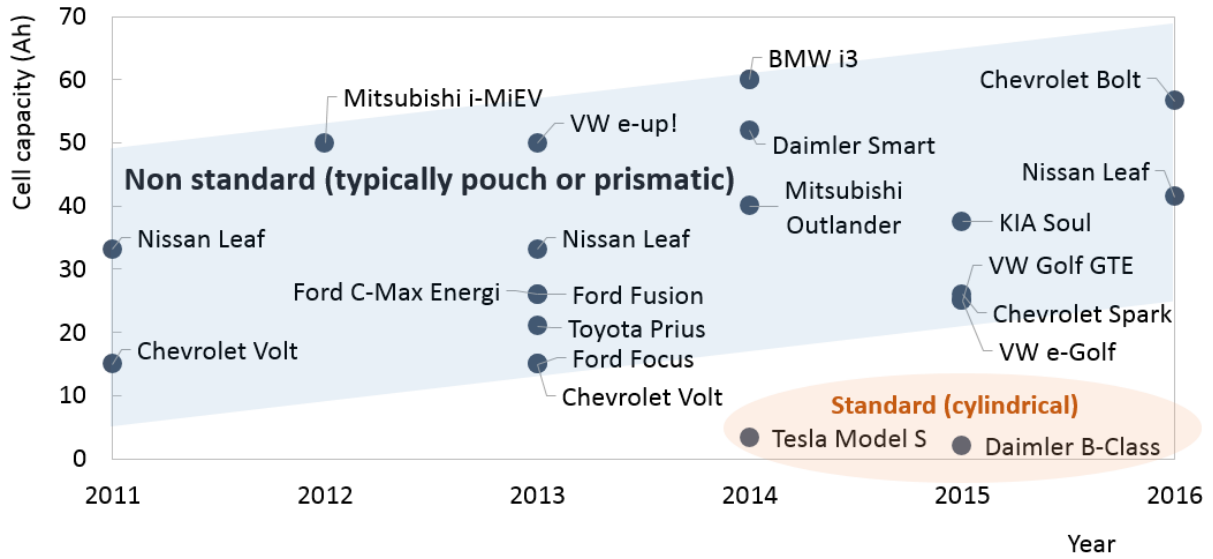 Cell capacity (Ah)
70
60
50
40
30
20
10
0
BMW i3
Chevrolet Bolt
Mitsubishi i-MiEV
VW e-up!
Daimler Smart
Non standard (typically pouch or prismatic)
Nissan Leaf
Mitsubishi
Outlander
KIA Soul
Nissan Leaf
Nissan Leaf
VW Golf GTE
Ford C-Max Energi
Ford Fusion
Chevrolet Spark
Toyota Prius
Chevrolet Volt
Ford Focus
VW e-Golf
Chevrolet Volt
Standard (cylindrical)
Tesla Model S
Daimler B-Class
2011
2012
2013
2014
2015
2016
Year